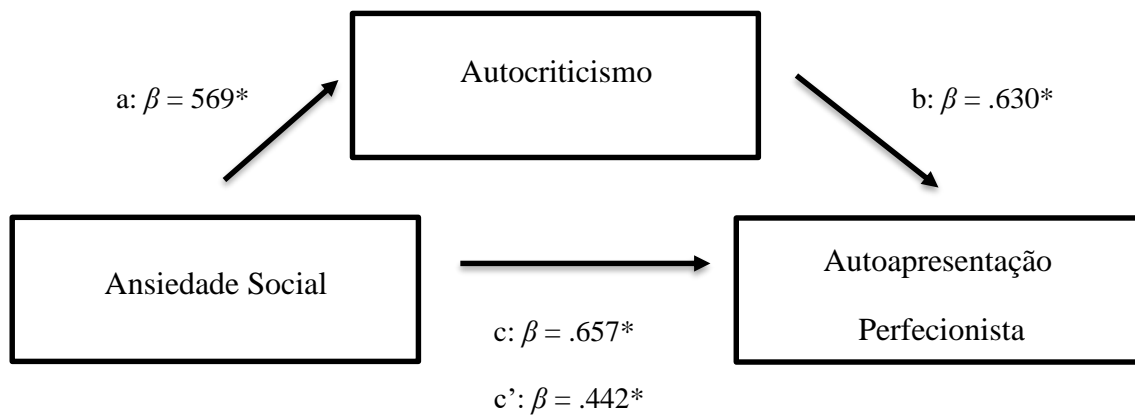 Autocriticismo
a: β = 569*
b: β = .630*
Ansiedade Social
Autoapresentação
Perfecionista
c: β = .657*
c’: β = .442*